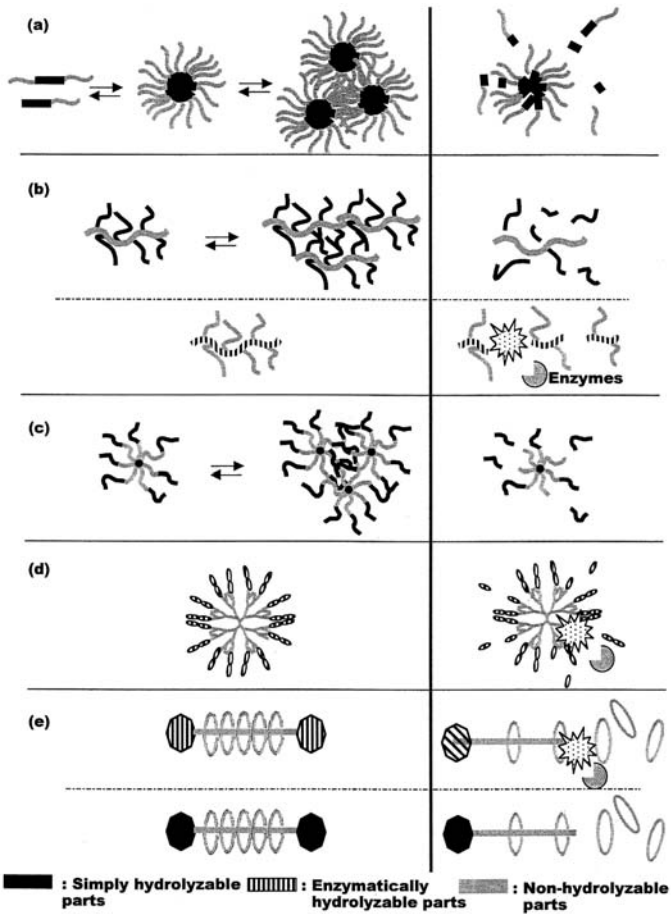 (a)
(b)
Enzymes
(c)
(d)
(e)
: Simply hydrolyzable parts
: Enzymatically hydrolyzable parts
: Non-hydrolyzable parts